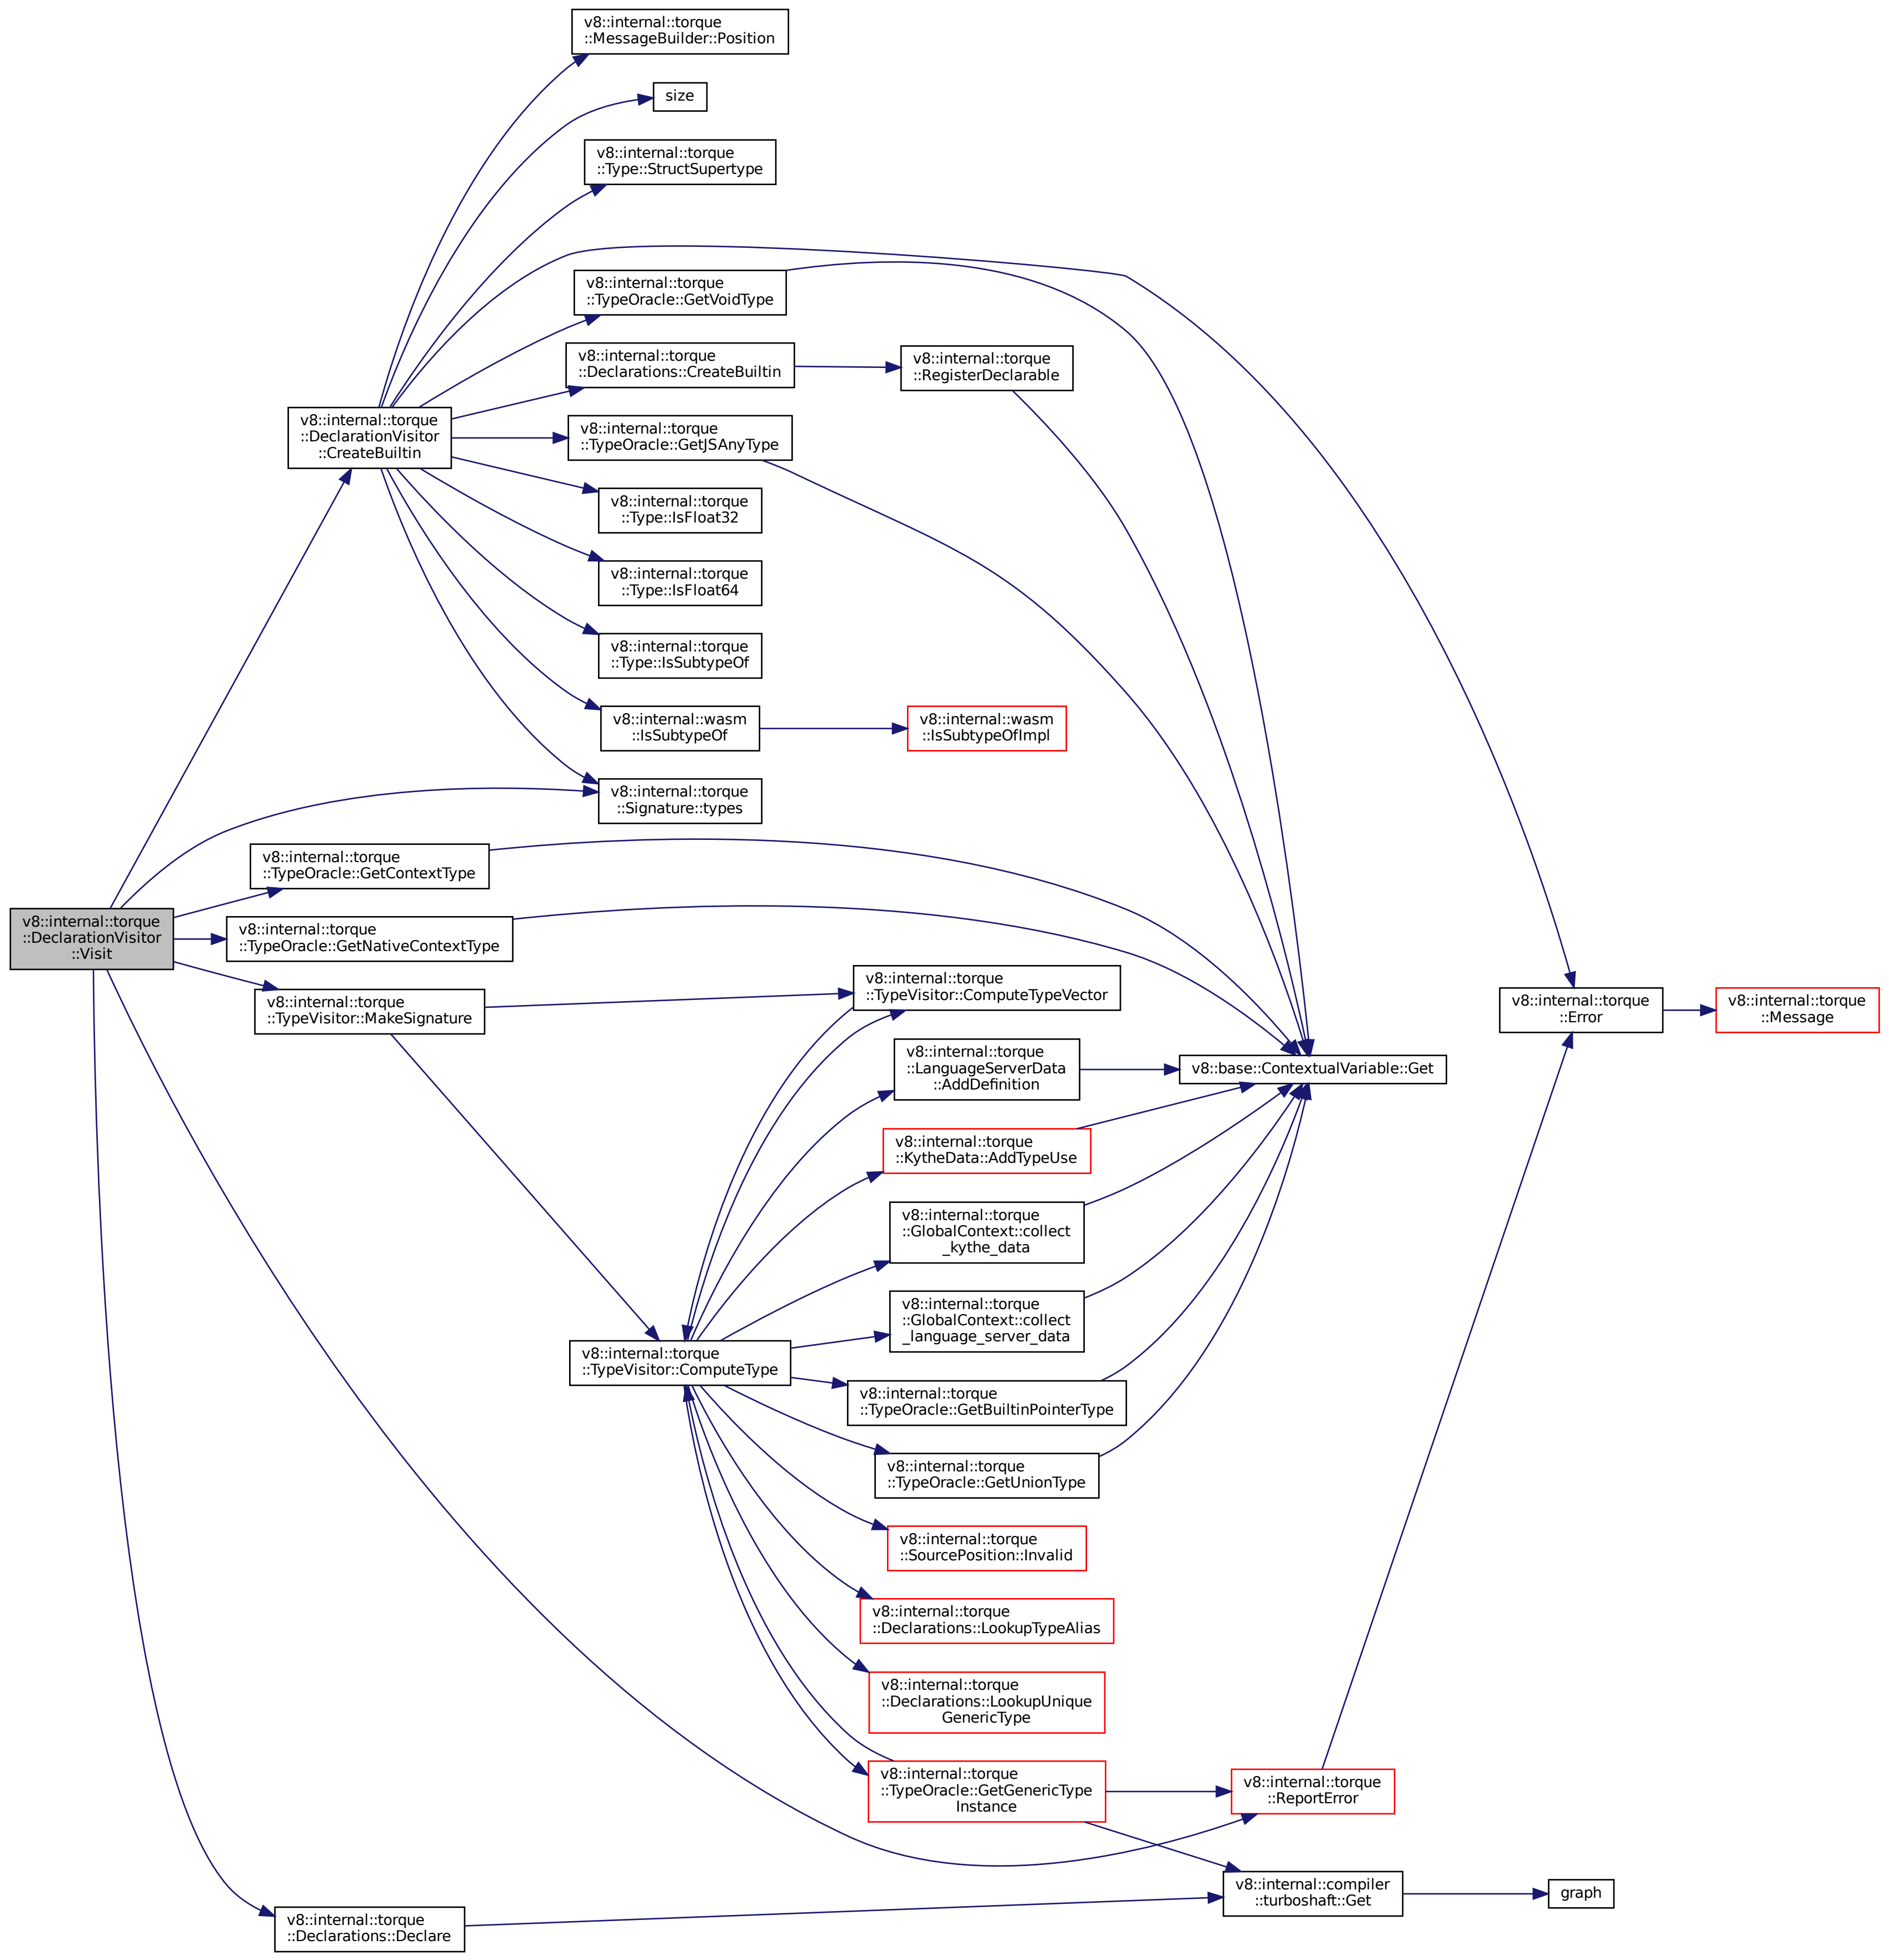 v8::internal::torque
::MessageBuilder::Position
size
v8::internal::torque
::Type::StructSupertype
v8::internal::torque
::TypeOracle::GetVoidType
v8::internal::torque
::Declarations::CreateBuiltin
v8::internal::torque
::RegisterDeclarable
v8::internal::torque
::DeclarationVisitor
::CreateBuiltin
v8::internal::torque
::TypeOracle::GetJSAnyType
v8::internal::torque
::Type::IsFloat32
v8::internal::torque
::Type::IsFloat64
v8::internal::torque
::Type::IsSubtypeOf
v8::internal::wasm
::IsSubtypeOf
v8::internal::wasm
::IsSubtypeOfImpl
v8::internal::torque
::Signature::types
v8::internal::torque
::TypeOracle::GetContextType
v8::internal::torque
::DeclarationVisitor
::Visit
v8::internal::torque
::TypeOracle::GetNativeContextType
v8::internal::torque
::TypeVisitor::MakeSignature
v8::internal::torque
::TypeVisitor::ComputeTypeVector
v8::internal::torque
::Error
v8::internal::torque
::Message
v8::internal::torque
::LanguageServerData
::AddDefinition
v8::base::ContextualVariable::Get
v8::internal::torque
::KytheData::AddTypeUse
v8::internal::torque
::GlobalContext::collect
_kythe_data
v8::internal::torque
::GlobalContext::collect
_language_server_data
v8::internal::torque
::TypeVisitor::ComputeType
v8::internal::torque
::TypeOracle::GetBuiltinPointerType
v8::internal::torque
::TypeOracle::GetUnionType
v8::internal::torque
::SourcePosition::Invalid
v8::internal::torque
::Declarations::LookupTypeAlias
v8::internal::torque
::Declarations::LookupUnique
GenericType
v8::internal::torque
::TypeOracle::GetGenericType
Instance
v8::internal::torque
::ReportError
v8::internal::compiler
::turboshaft::Get
graph
v8::internal::torque
::Declarations::Declare